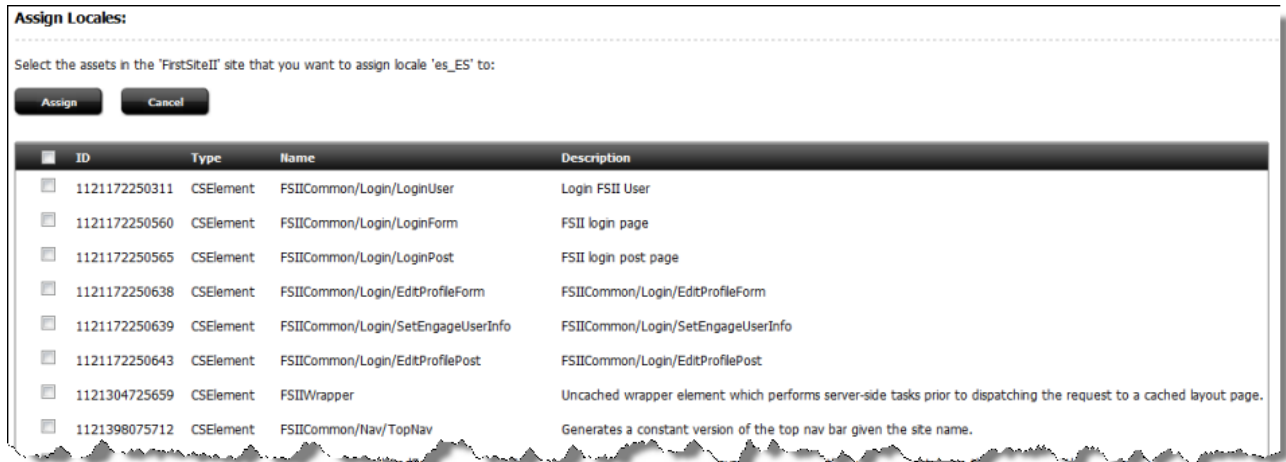 Assign Locales:
Select the assets in the 'FirstSiteII' site that you want to assign locale 'es_ES' to:
Assign Cancel
ID Type Name Description
1121172250311 CSElement FSIICommon/Login/LoginUser Login FSII User
1121172250560 CSElement FSIICommon/Login/LoginForm FSII login page
1121172250565 CSElement FSIICommon/Login/LoginPost FSII login post page
1121172250638 CSElement FSIICommon/Login/EditProfileForm FSIICommon/Login/EditProfileForm
1121172250639 CSElement FSIICommon/Login/SetEngageUserInfo FSIICommon/Login/SetEngageUserInfo
1121172250643 CSElement FSIICommon/Login/EditProfilePost FSIICommon/Login/EditProfilePost
1121304725659 CSElement FSIIWrapper Uncached wrapper element which performs server-side tasks prior to dispatching the request to a cached layout page.
1121398075712 CSElement FSIICommon/Nav/TopNav Generates a constant version of the top nav bar given the site name.